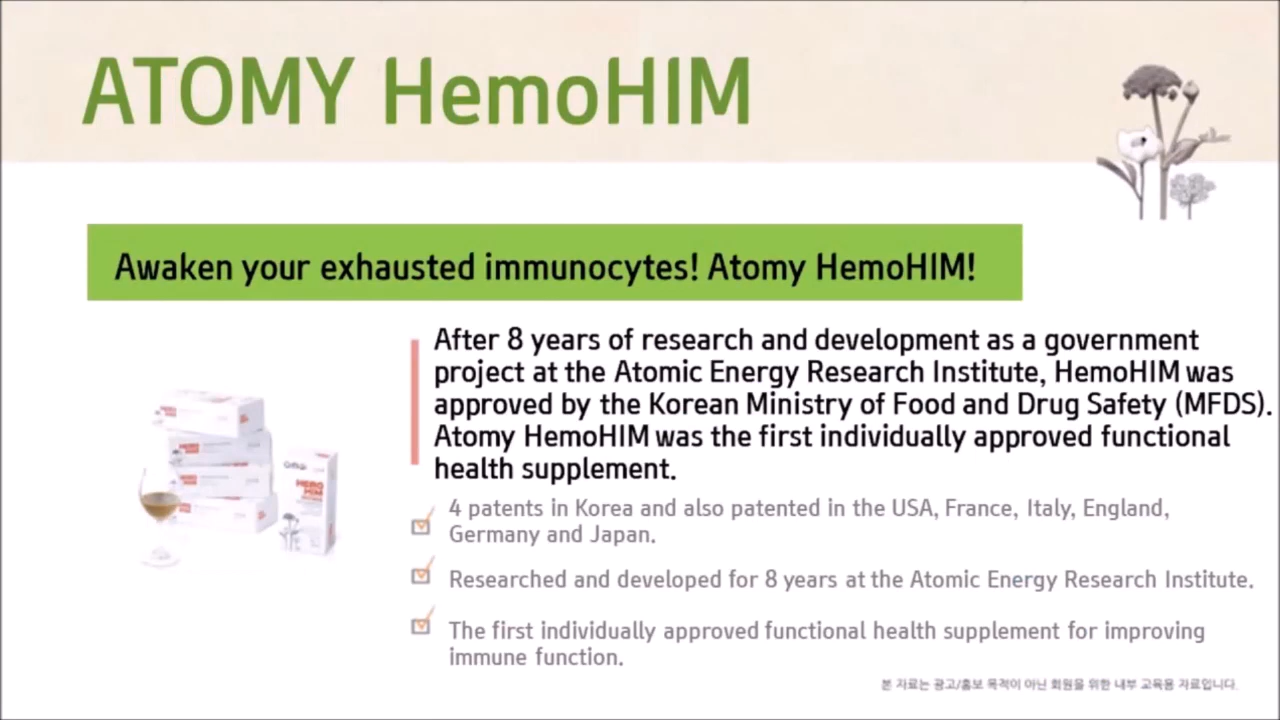 ATOMY HemoHIM
Awaken your exhausted immunocytes! Atomy HemoHIM!
After 8 years of research and development as a government
project at the Atomic Energy Research Institute, HemoHIM was
approved by the Korean Ministry of Food and Drug Safety (MFDS).
Atomy HemoHIM was the first individually approved functional
health supplement.
4 patents in Korea and also patented in the USA, France, Italy, England,
Germany and Japan.
Researched and developed for 8 years at the Atomic Energy Research Institute.
The first individually approved functional health supplement for improving
immune function.
HEMO
HIM
본 자료는 광고/홍보 목적이 아닌 회원을 위한 내부 교육용 자료입니다.